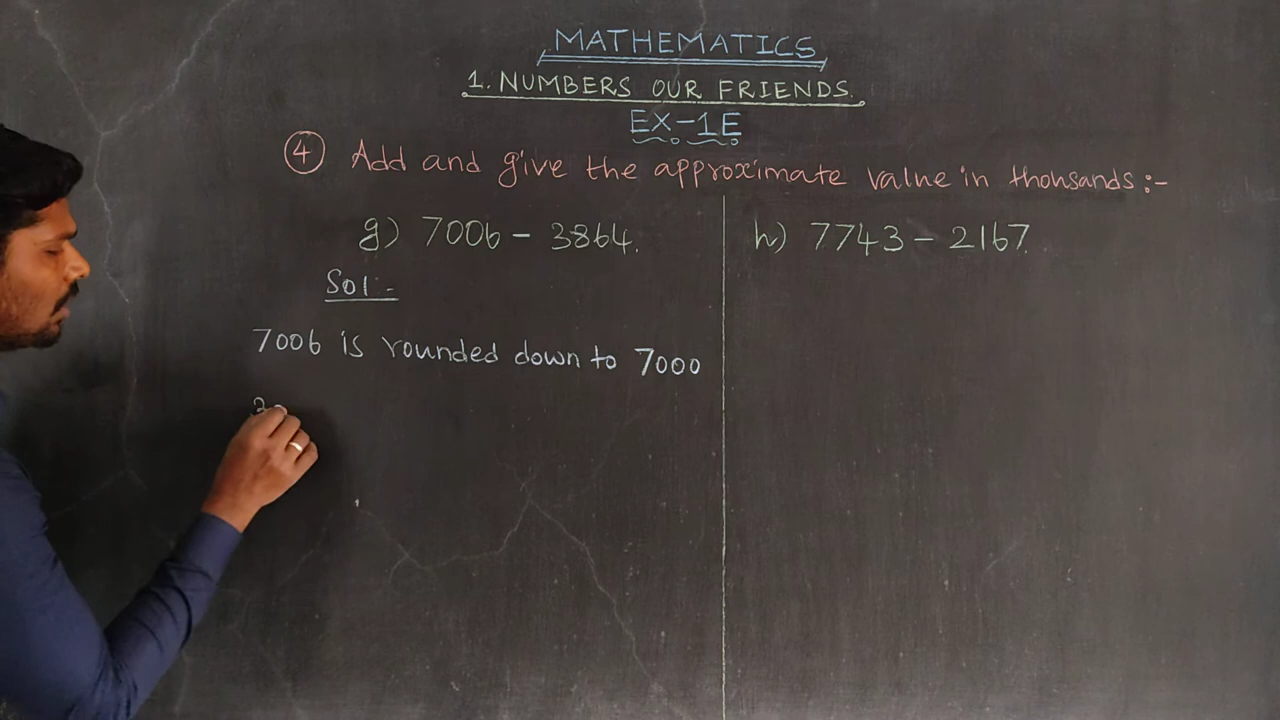 MATHEMATICS
1. NUMBERS OUR FRIENDS.
EX-1E
4 Add and give the approximate value in thousands :-
g) 7006 - 3864.
Sol:-
7006 is rounded down to 7000
3
h) 7743 - 2167.